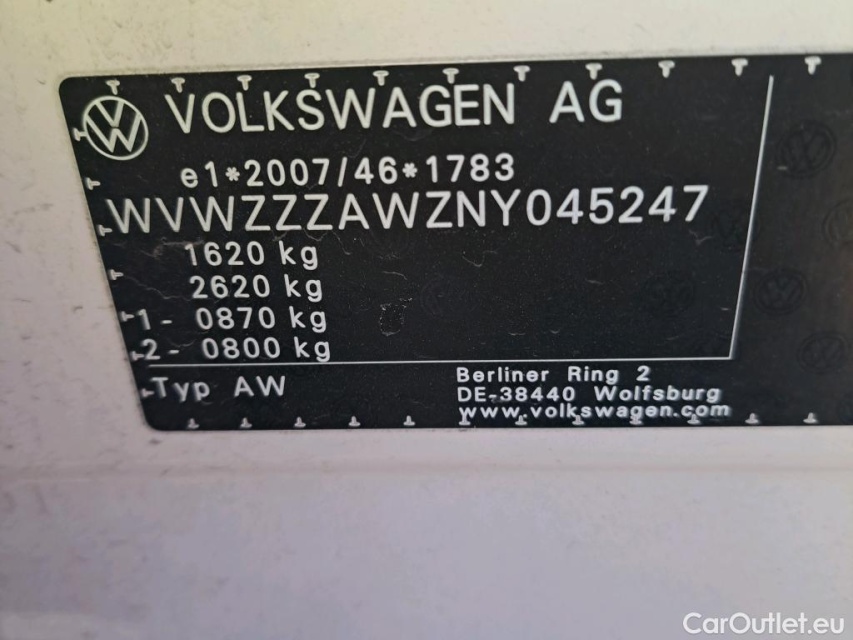 VOLKSWAGEN AG
e1*2007/46*1783
WVWZZZAWZNY045247
1620 kg
2620 kg
1- 0870 kg
2- 0800 kg
Typ AW
Berliner Ring 2
DE-38440 Wolfsburg
www.volkswagen.com
CarOutlet.eu